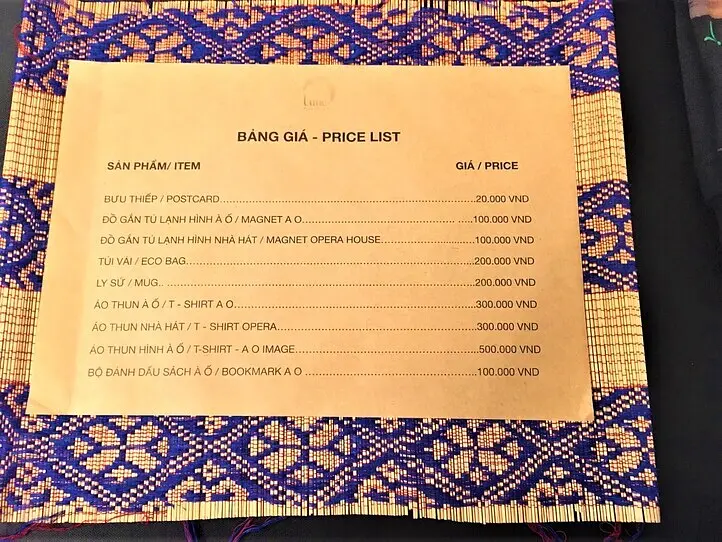 BẢNG GIÁ - PRICE LIST
SẢN PHẨM/ ITEM GIÁ / PRICE
BƯU THIẾP / POSTCARD........20.000 VND
ĐỒ GẮN TỦ LẠNH HÌNH À Ố / MAGNET A O........100.000 VND
ĐỒ GẮN TỦ LẠNH HÌNH NHÀ HÁT / MAGNET OPERA HOUSE........100.000 VND
TÚI VẢI / ECO BAG........200.000 VND
LY SỨ / MUG........200.000 VND
ÁO THUN À Ố / T - SHIRT A O........300.000 VND
ÁO THUN NHÀ HÁT / T - SHIRT OPERA........300.000 VND
ÁO THUN HÌNH À Ố / T-SHIRT - A O IMAGE........500.000 VND
BỘ ĐÁNH DẤU SÁCH À Ố / BOOKMARK A O ........100.000 VND